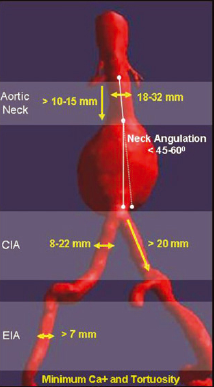 18-32 mm
> 10-15 mm
Aortic
Neck
Neck Angulation
< 45-60⁰
CIA
8-22 mm
> 20 mm
EIA
> 7 mm
Minimum Ca+ and Tortuosity